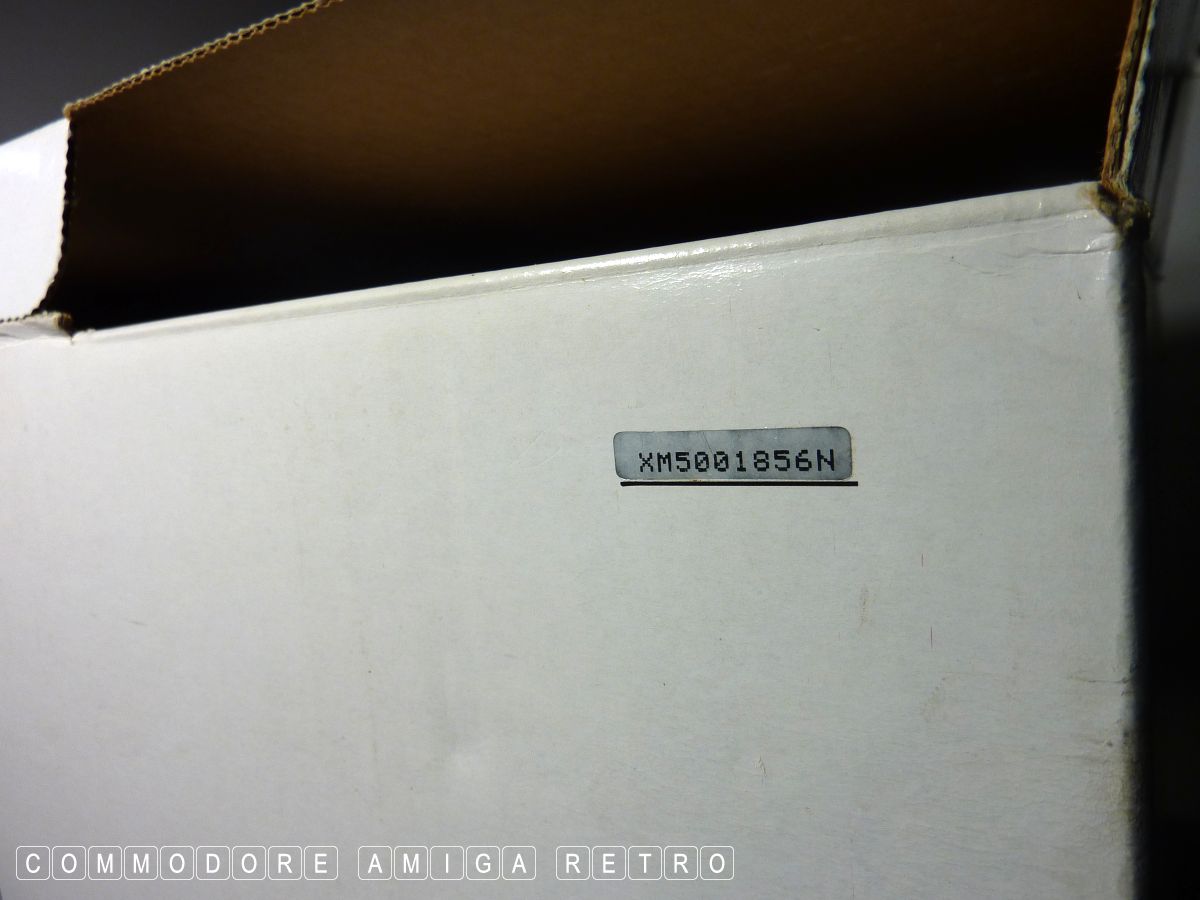 XM5001856N
COMMODORE AMIGA RETRO